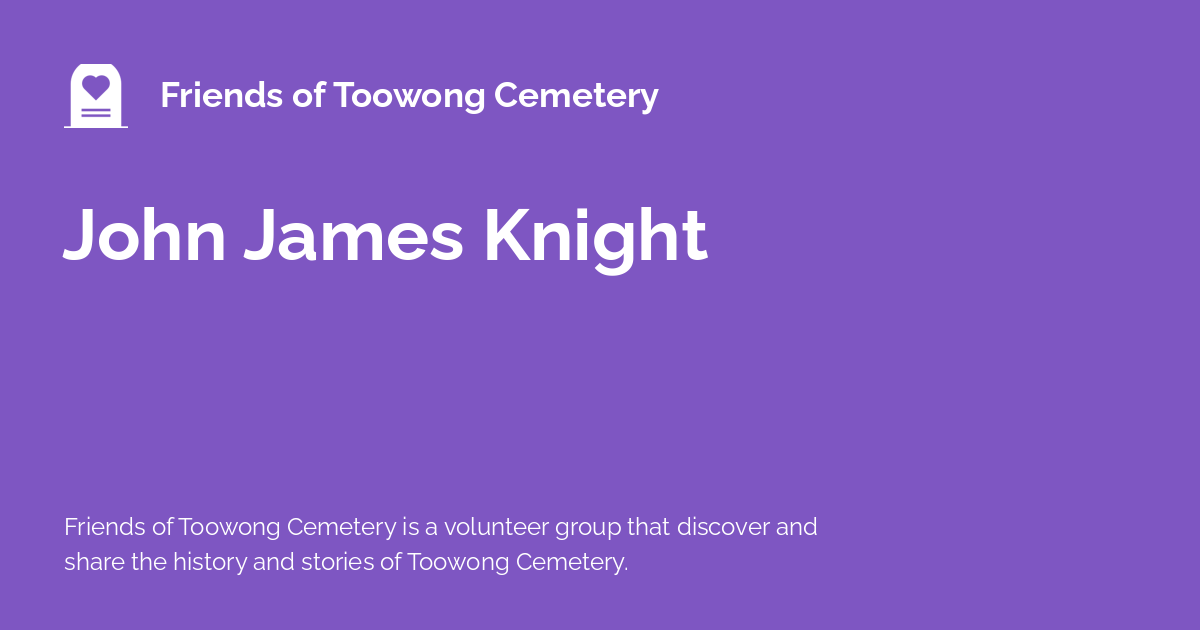 Friends of Toowong Cemetery
John James Knight
Friends of Toowong Cemetery is a volunteer group that discover and
share the history and stories of Toowong Cemetery.